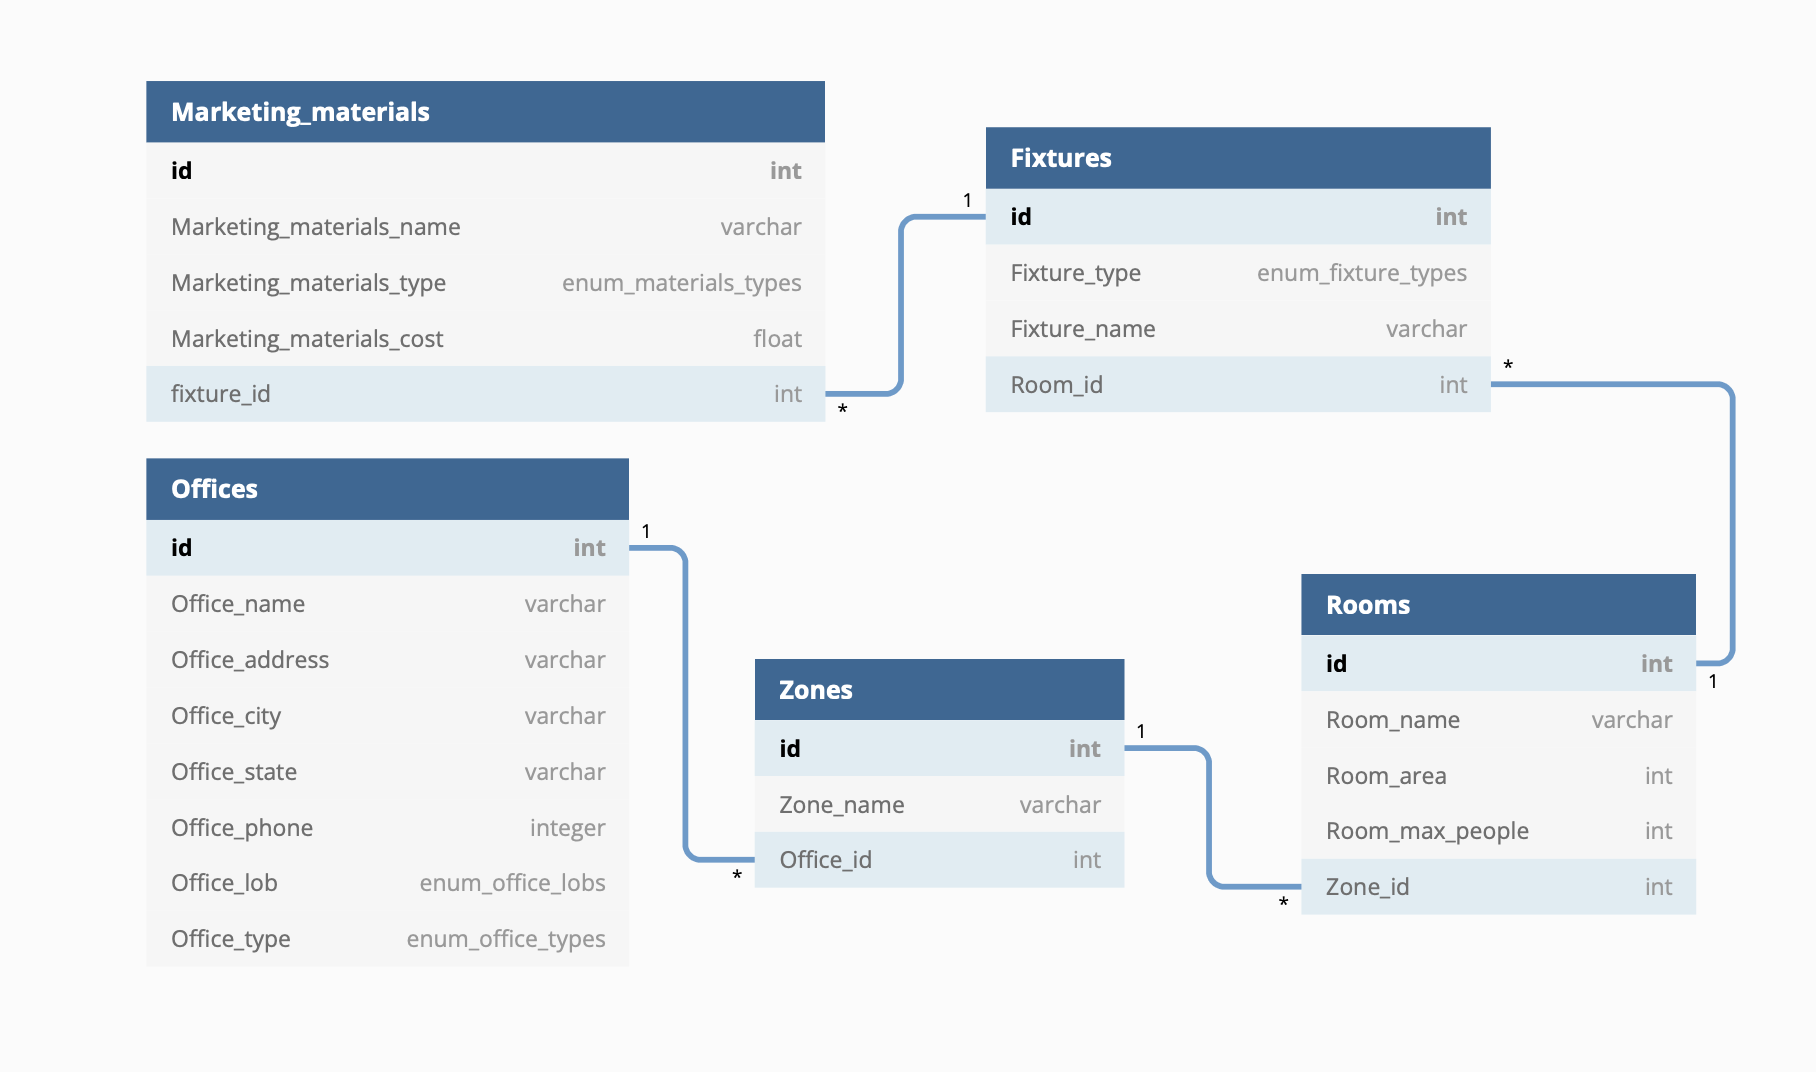 Marketing_materials
id int
Marketing_materials_name varchar
Marketing_materials_type enum_materials_types
Marketing_materials_cost float
fixture_id int
*
1
Fixtures
id int
Fixture_type enum_fixture_types
Fixture_name varchar
Room_id int
*
Offices
id int
1
Office_name varchar
Office_address varchar
Office_city varchar
Office_state varchar
Office_phone integer
Office_lob enum_office_lobs
Office_type enum_office_types
Zones
id int
1
Zone_name varchar
Office_id int
*
Rooms
id int
1
Room_name varchar
Room_area int
Room_max_people int
Zone_id int
*